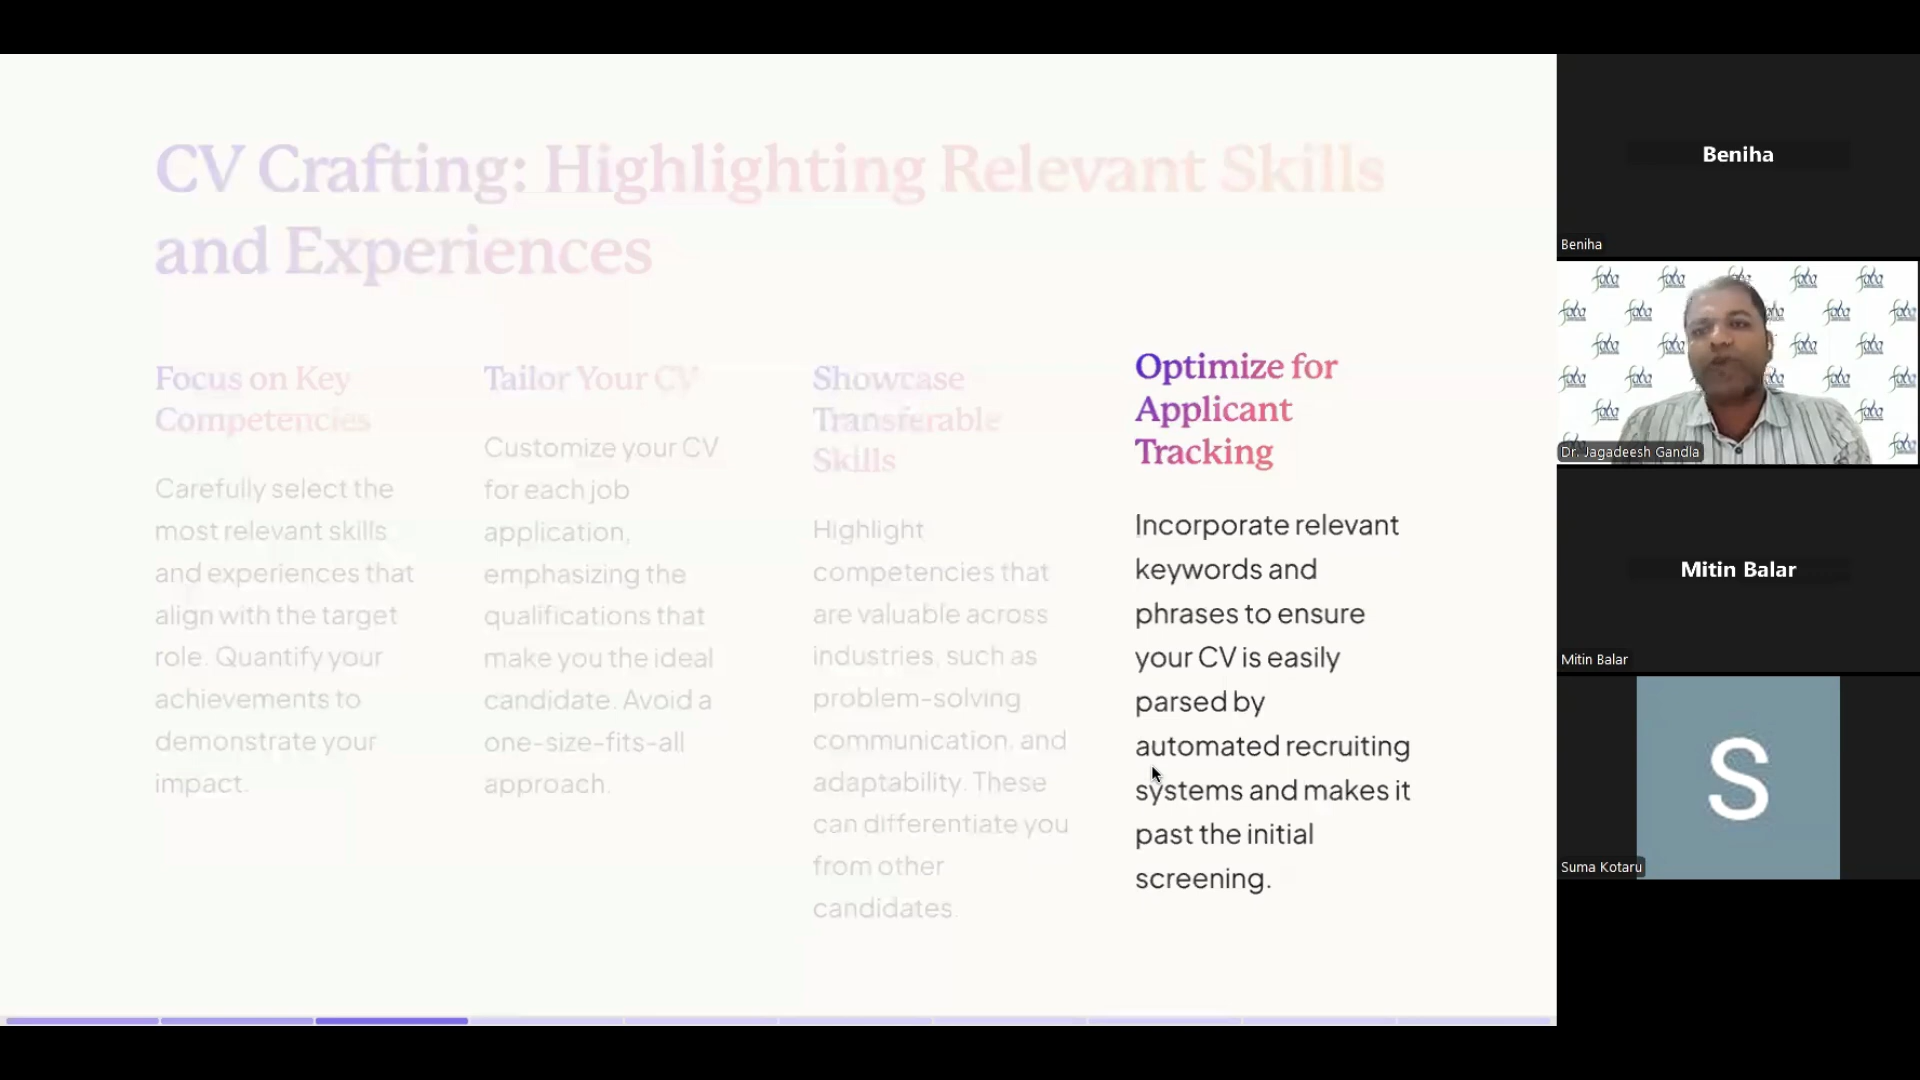 CV Crafting: Highlighting Relevant Skills
and Experiences
Focus on Key
Competencies
Carefully select the
most relevant skills
and experiences that
align with the target
role. Quantify your
achievements to
demonstrate your
impact.
Tailor Your CV
Customize your CV
for each job
application,
emphasizing the
qualifications that
make you the ideal
candidate. Avoid a
one-size-fits-all
approach.
Showcase
Transferable
Skills
Highlight
competencies that
are valuable across
industries, such as
problem-solving,
communication, and
adaptability. These
can differentiate you
from other
candidates.
Optimize for
Applicant
Tracking
Incorporate relevant
keywords and
phrases to ensure
your CV is easily
parsed by
automated recruiting
systems and makes it
past the initial
screening.
Beniha
Beniha
Dr. Jagadeesh Gandla
Mitin Balar
Mitin Balar
S
Suma Kotaru